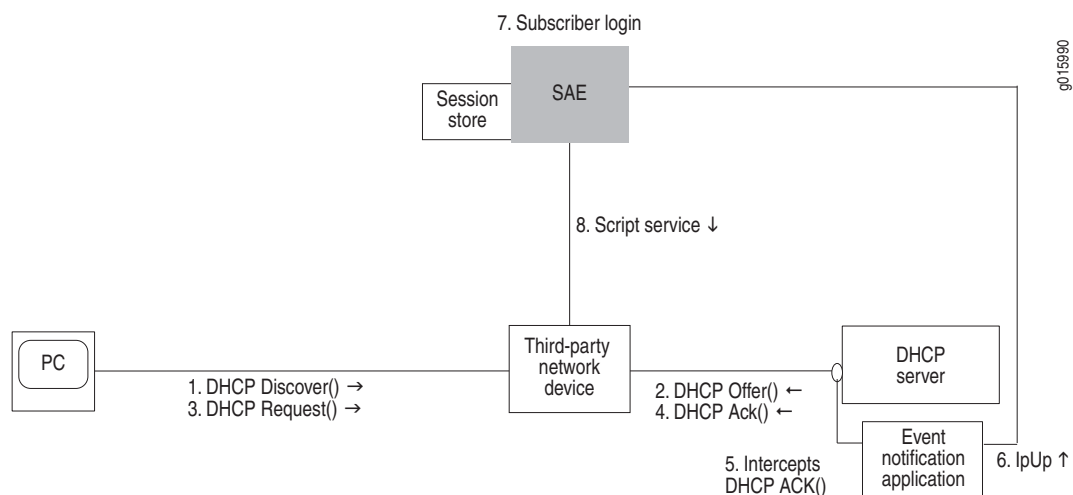 7. Subscriber login
g015990
Session
store
SAE
8. Script service ↓
PC
Third-party
network
device
DHCP
server
1. DHCP Discover() →
3. DHCP Request() →
2. DHCP Offer() ←
4. DHCP Ack() ←
5. Intercepts
DHCP ACK()
Event
notification
application
6. IpUp ↑